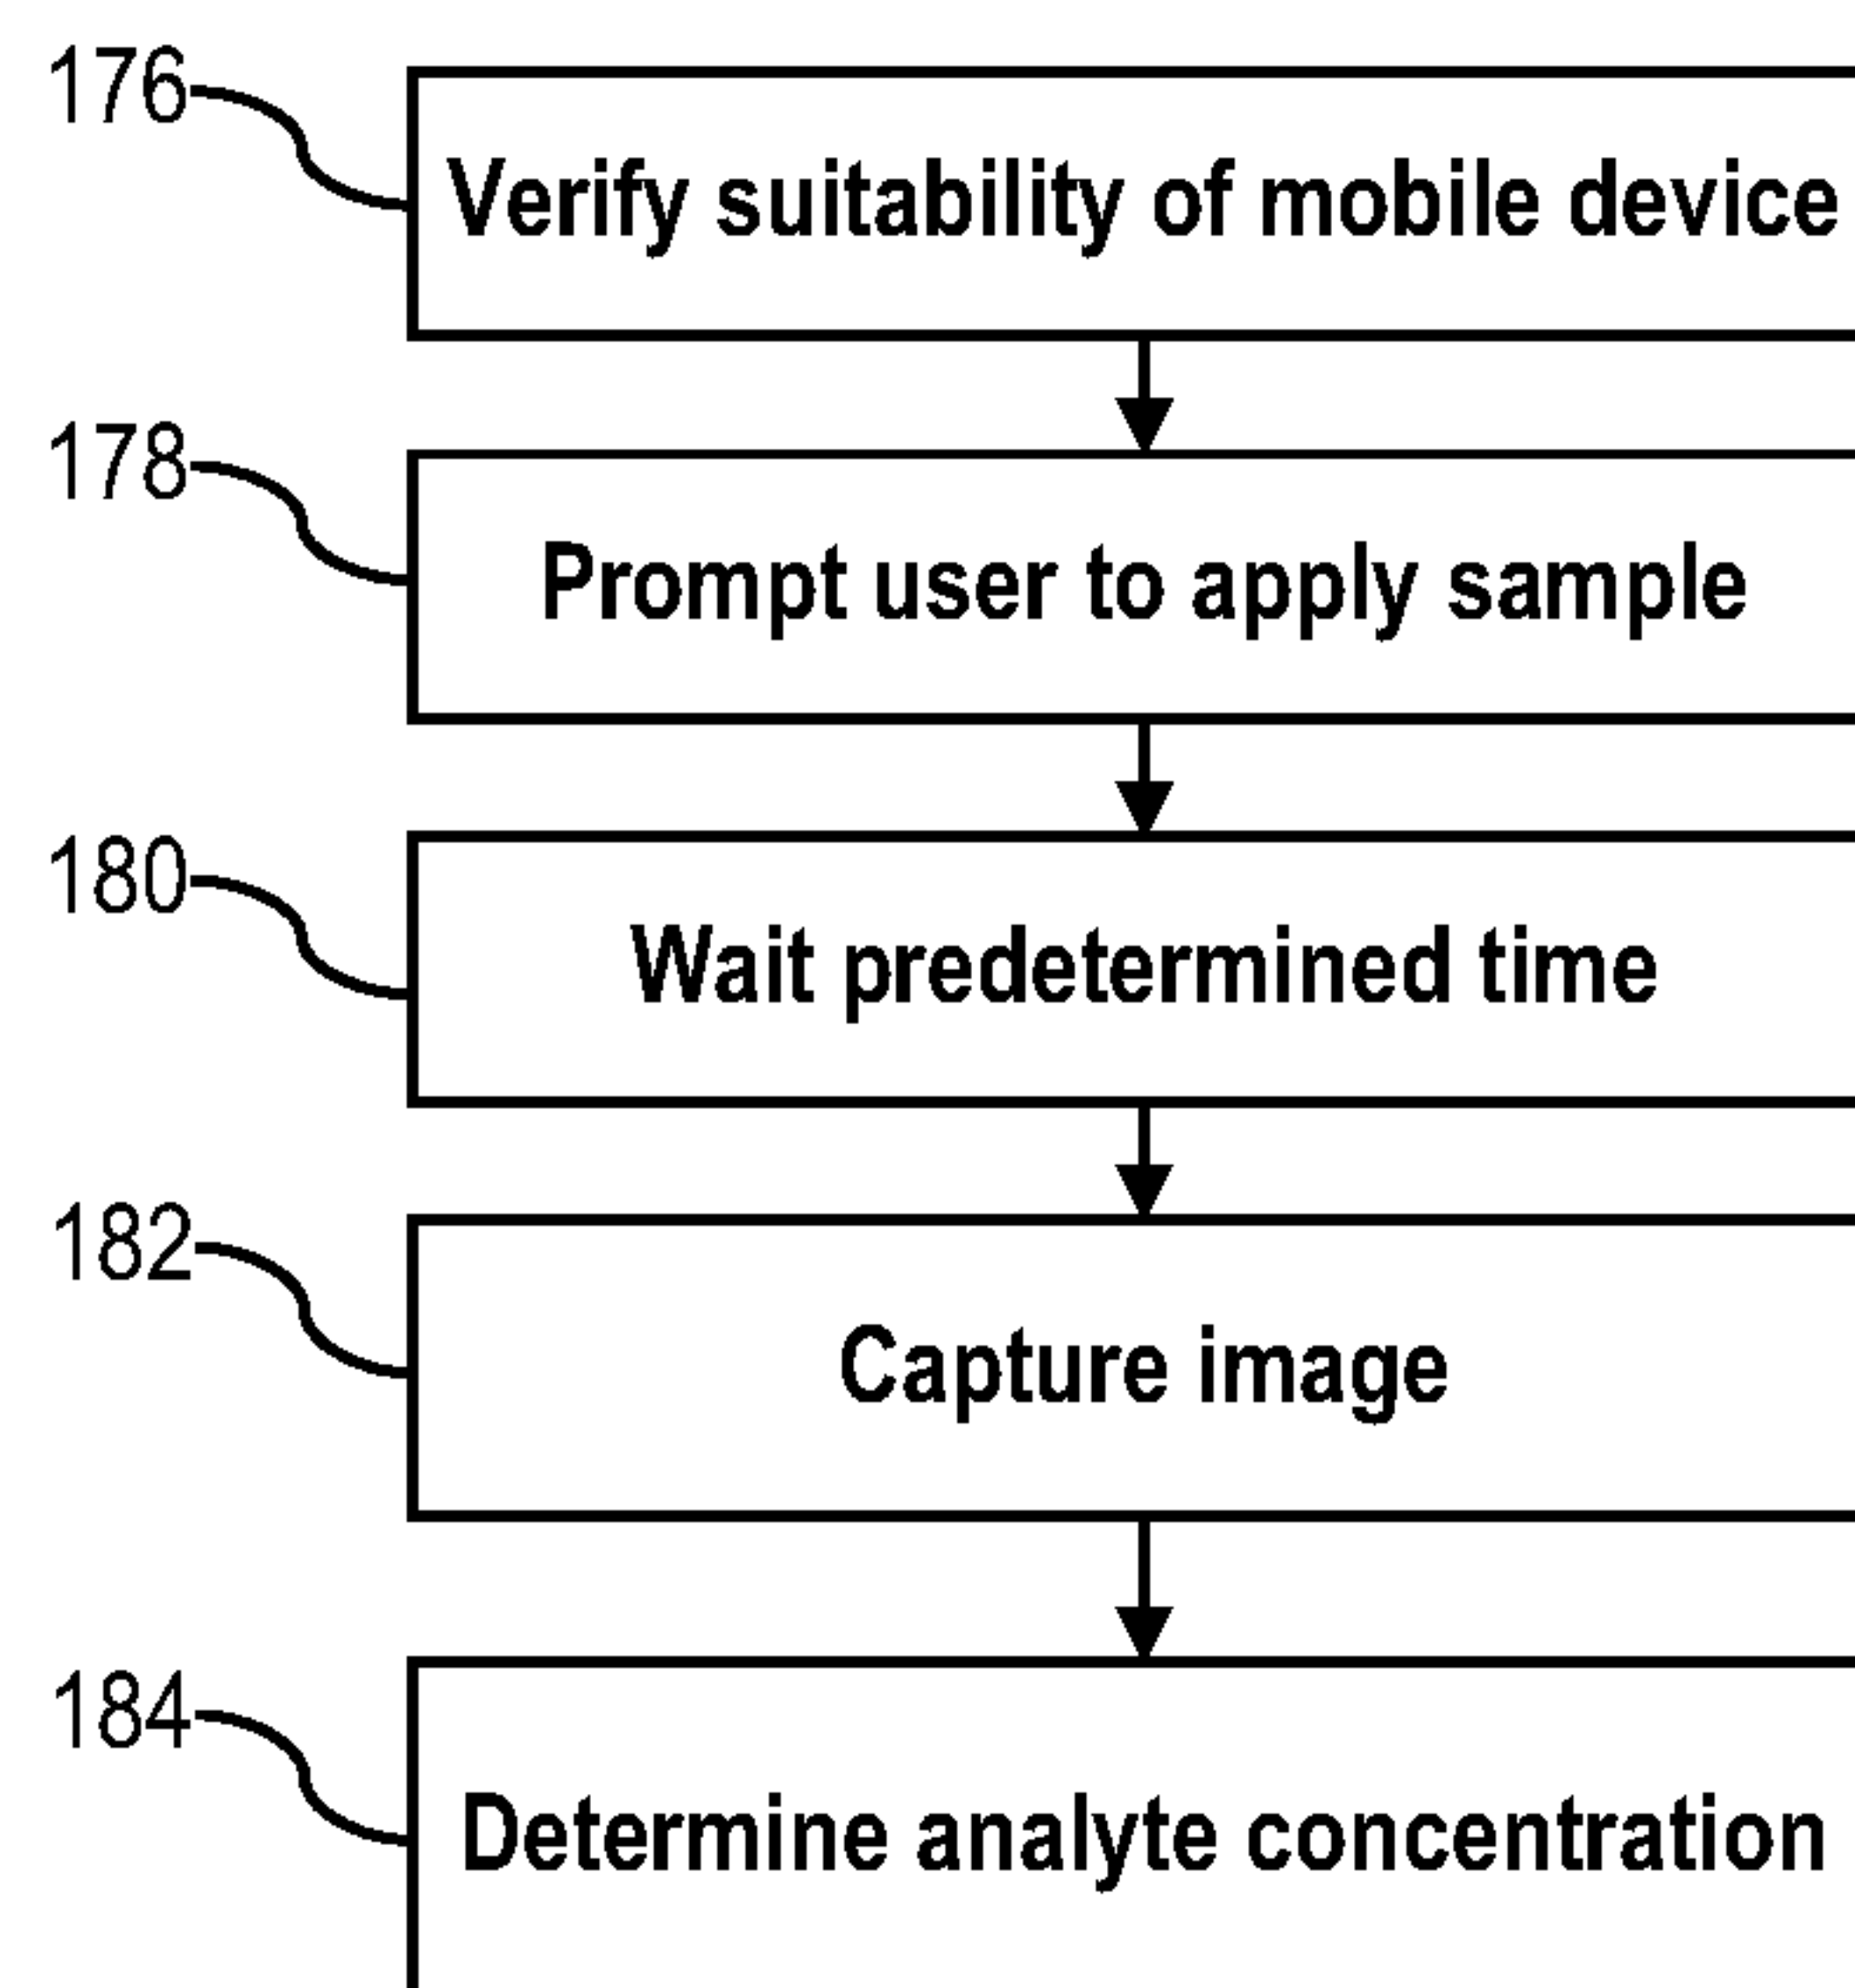 176
Verify suitability of mobile device
178
Prompt user to apply sample
180
Wait predetermined time
182
Capture image
184
Determine analyte concentration